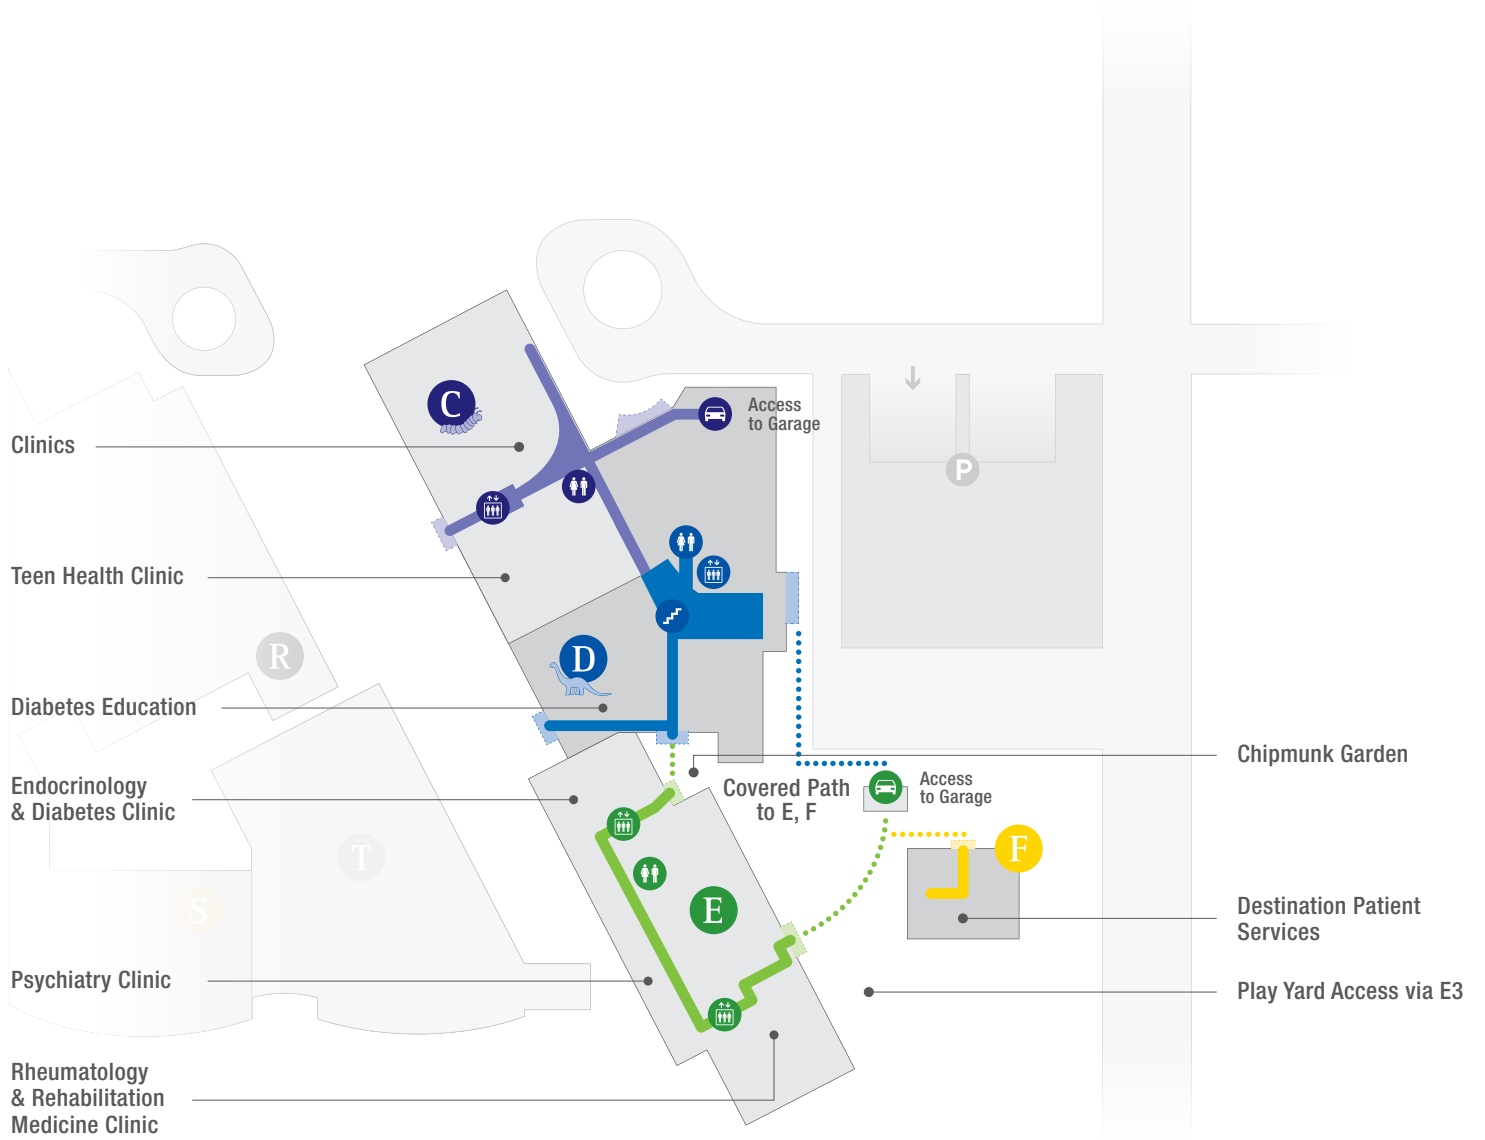 C
Access
to Garage
Clinics
P
Teen Health Clinic
R
D
Diabetes Education
Chipmunk Garden
Endocrinology
& Diabetes Clinic
Covered Path
to E, F
Access
to Garage
T
F
S
E
Destination Patient
Services
Psychiatry Clinic
Play Yard Access via E3
Rheumatology
& Rehabilitation
Medicine Clinic